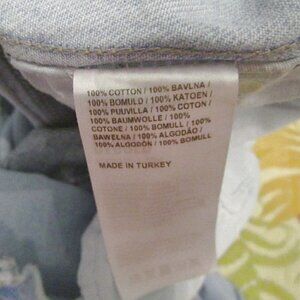 100% COTTON / 100% BAVLNA /
100% BOMULD / 100% KATOEN /
100% PUUVILLA / 100% COTON /
100% BAUMWOLLE / 100%
COTONE / 100% BOMULL / 100%
BAWEŁNA / 100% ALGODÃO /
100% ALGODÓN / 100% BOMULL
MADE IN TURKEY